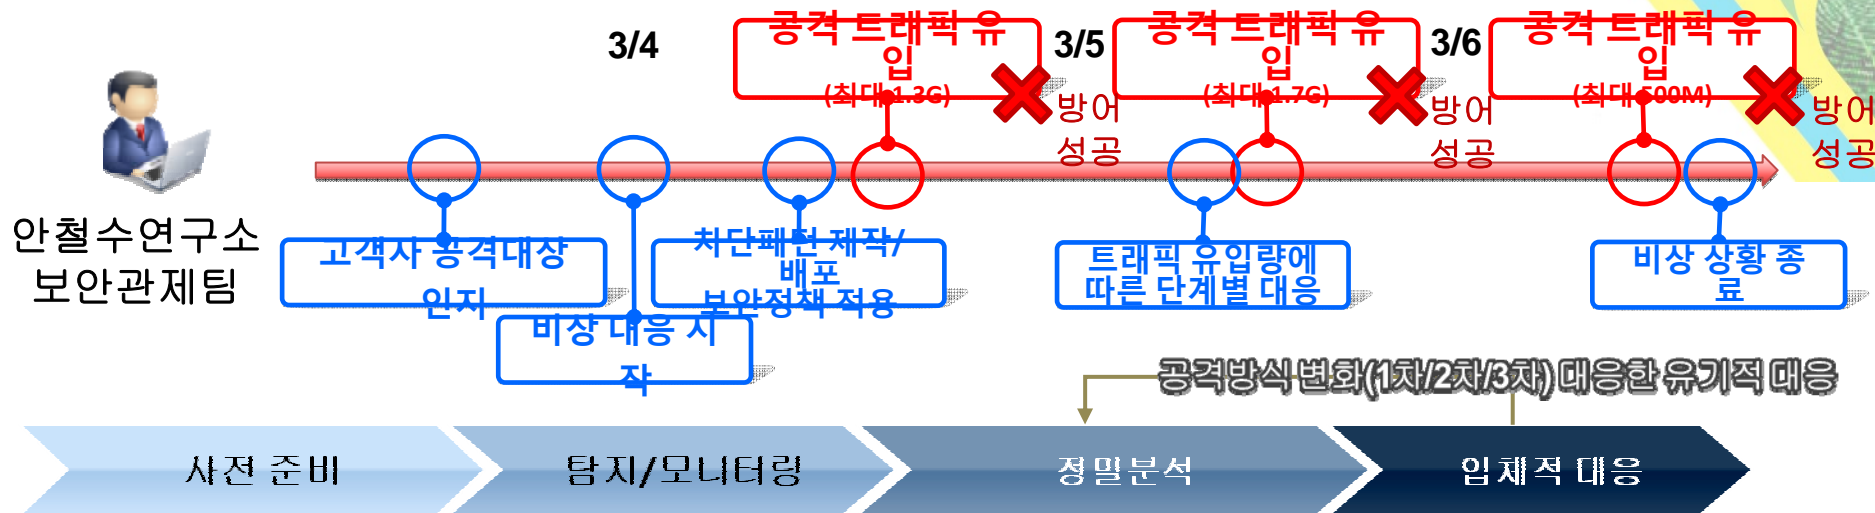 3/4
공격 트래픽 유
입
(최대 1.3G)
방어
성공
3/5
공격 트래픽 유
입
(최대 1.7G)
방어
성공
3/6
공격 트래픽 유
입
(최대 500M)
방어
성공
안철수연구소
보안관제팀
고객사 공격대상
인지
비상 대응 시
작
차단패턴 제작/
배포
보안정책 적용
트래픽 유입량에
따른 단계별 대응
비상 상황 종
료
공격방식 변화(1차/2차/3차) 대응한 유기적 대응
사전 준비
탐지/모니터링
정밀분석
입체적 대응